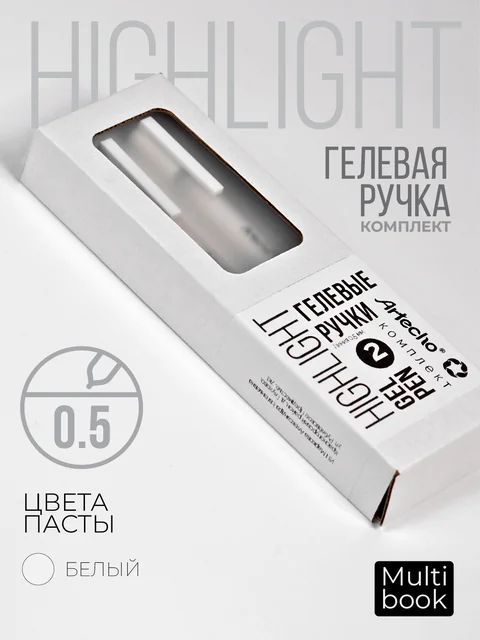 HIGHLIGHT
ГЕЛЕВАЯ
РУЧКА
КОМПЛЕКТ
HIGHLIGHT
ГЕЛЕВЫЕ
РУЧКИ
Artecho®
КОМПЛЕКТ
2
GEL
PEN
0.5
ЦВЕТА
ПАСТЫ
БЕЛЫЙ
Multi
book